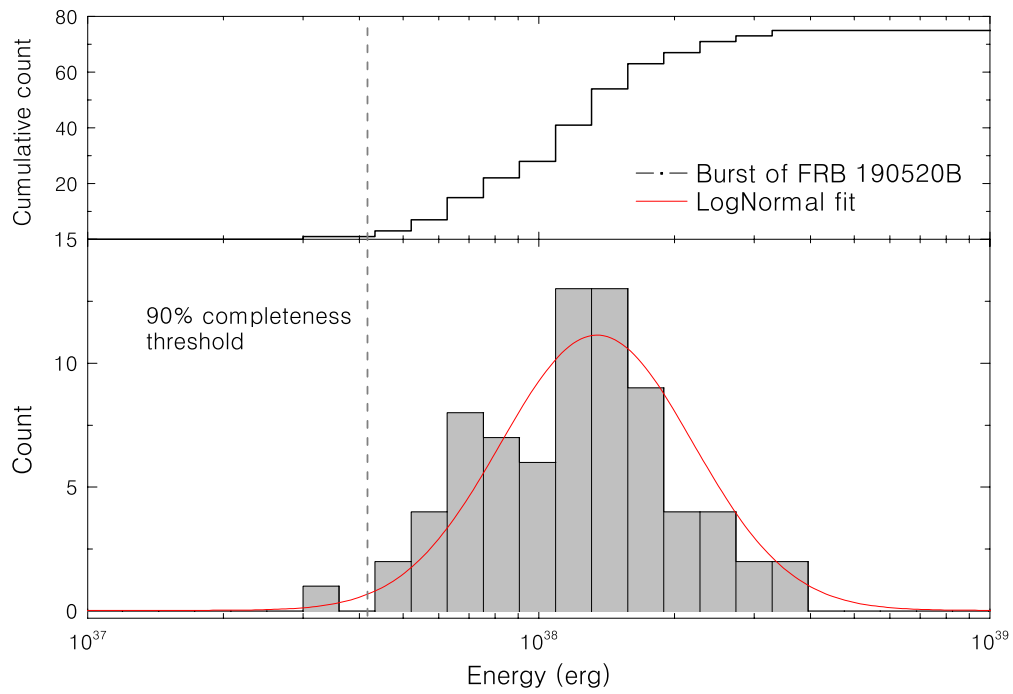 80
60
40
20
15
Cumulative count
Burst of FRB 190520B
LogNormal fit
90% completeness
threshold
10
5
0
Count
10^37
10^38
10^39
Energy (erg)